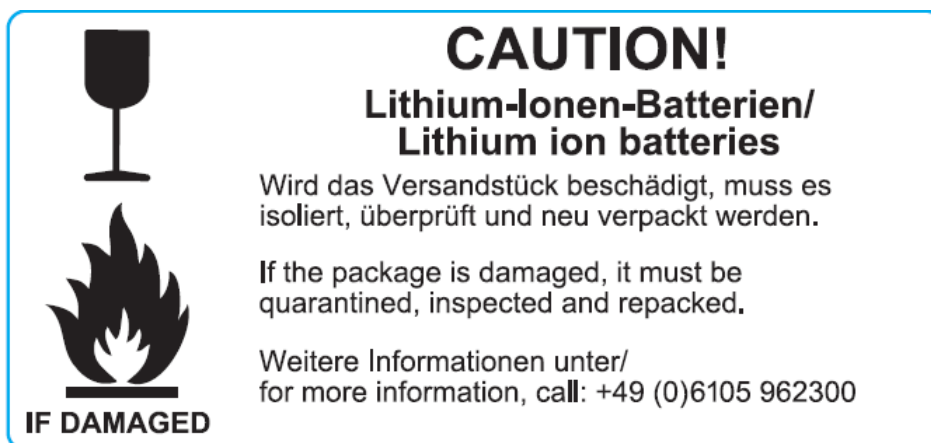 CAUTION!
Lithium-Ionen-Batterien/
Lithium ion batteries
Wird das Versandstück beschädigt, muss es
isoliert, überprüft und neu verpackt werden.
If the package is damaged, it must be
quarantined, inspected and repacked.
Weitere Informationen unter/
for more information, call: +49 (0)6105 962300
IF DAMAGED